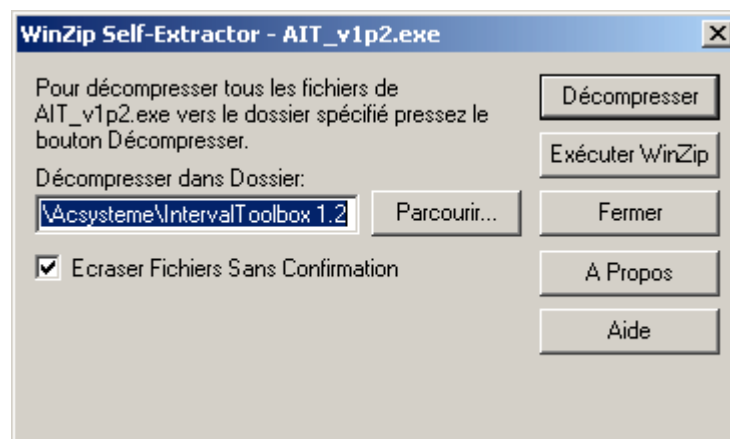 WinZip Self-Extractor - AIT_v1p2.exe
Pour décompresser tous les fichiers de
AIT_v1p2.exe vers le dossier spécifié pressez le
bouton Décompresser.
Décompresser dans Dossier:
\Acsysteme\IntervalToolbox 1.2
Parcourir...
Ecraser Fichiers Sans Confirmation
Décompresser
Exécuter WinZip
Fermer
A Propos
Aide